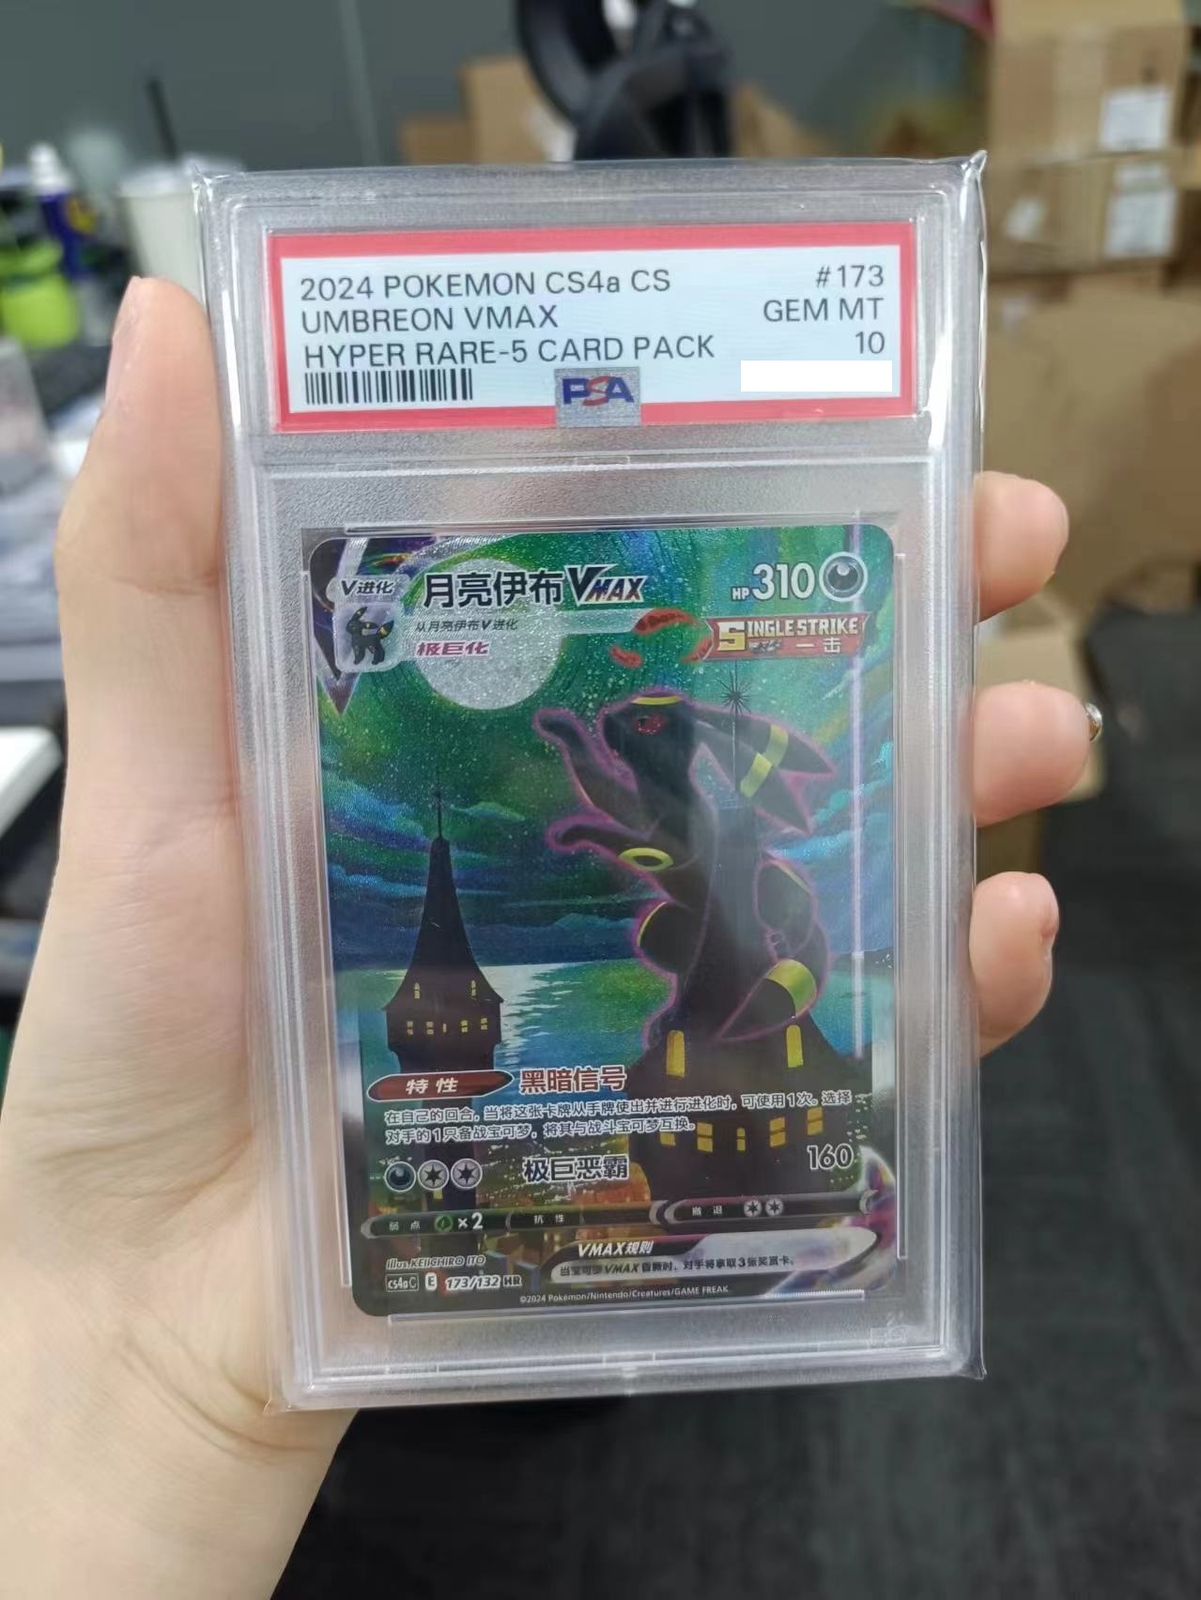 2024 POKEMON CS4a CS #173
UMBREON VMAX GEM MT
HYPER RARE-5 CARD PACK 10
PSA
V进化 月亮伊布VMAX HP310
从月亮伊布V进化
极巨化
SINGLE STRIKE
一击
特性 黑暗信号
在自己的回合,当将这张卡牌从手牌使出并进行进化时,可使用1次。选择
对手的1只备战宝可梦,将其与战斗宝可梦互换。
极巨恶霸 160
弱点 ×2 抗性 撤退
VMAX规则
当宝可梦VMAX昏厥时,对手将拿取3张奖赏卡。
Illus. KEIICHIRO ITO
cs4aC E 173/132 HR
©2024 Pokémon/Nintendo/Creatures/GAME FREAK